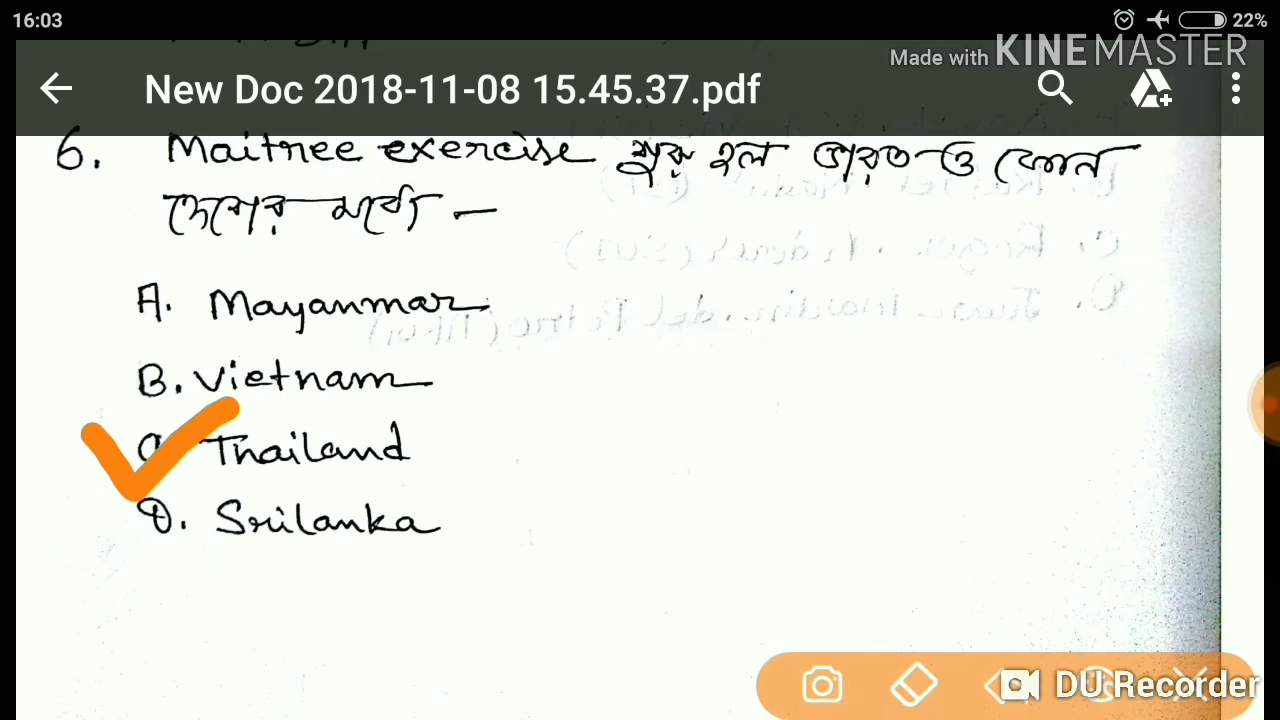 16:03
22%
Made with KINEMASTER
New Doc 2018-11-08 15.45.37.pdf
6. Maitree exercise শুরু হল ভারত ও কোন
দেশের মধ্যে —
A. Mayanmar
B. Vietnam
C. Thailand
D. Srilanka
DU Recorder